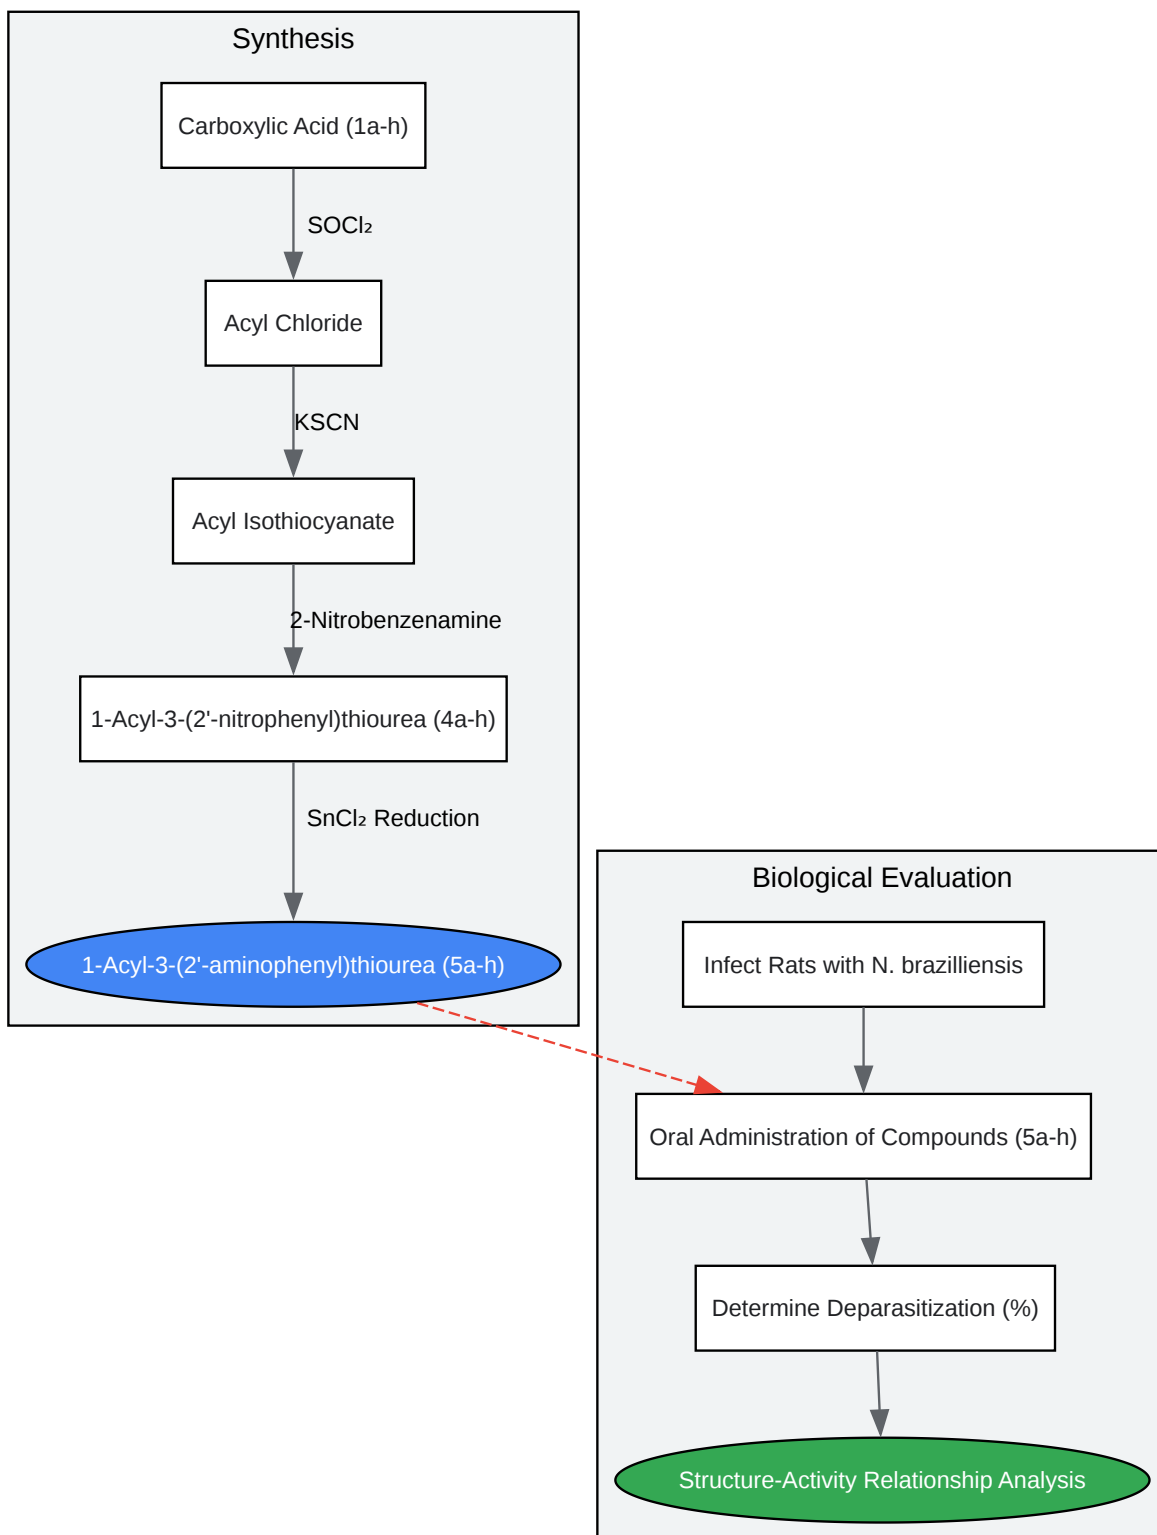 Synthesis
Carboxylic Acid (1a-h)
SOCl₂
Acyl Chloride
KSCN
Acyl Isothiocyanate
2-Nitrobenzenamine
1-Acyl-3-(2'-nitrophenyl)thiourea (4a-h)
SnCl₂ Reduction
1-Acyl-3-(2'-aminophenyl)thiourea (5a-h)
Biological Evaluation
Infect Rats with N. brazilliensis
Oral Administration of Compounds (5a-h)
Determine Deparasitization (%)
Structure-Activity Relationship Analysis